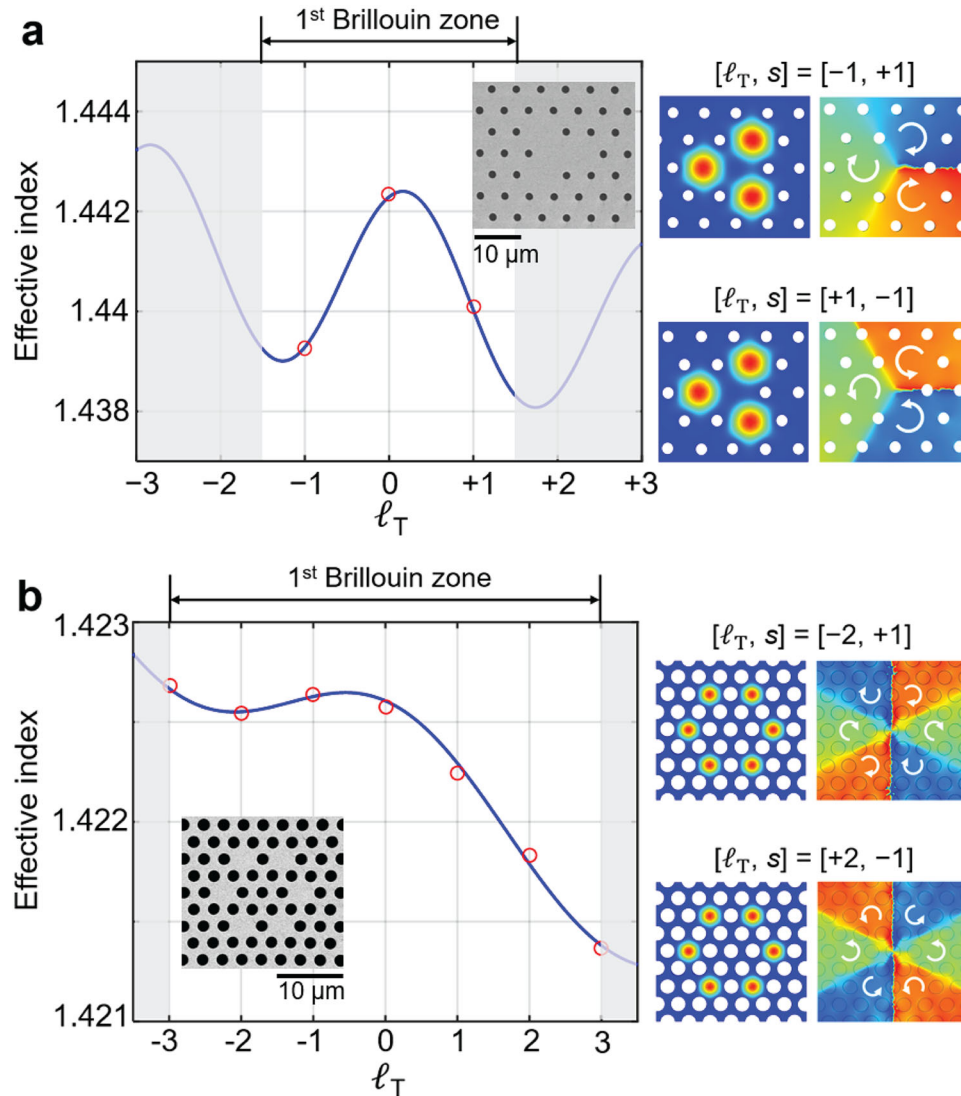 a
1st Brillouin zone
Effective index
1.444
1.442
1.44
1.438
10 µm
−3 −2 −1 0 +1 +2 +3
ℓT
[ℓT, s] = [−1, +1]
[ℓT, s] = [+1, −1]
b
1st Brillouin zone
Effective index
1.423
1.422
1.421
10 µm
-3 -2 -1 0 1 2 3
ℓT
[ℓT, s] = [−2, +1]
[ℓT, s] = [+2, −1]